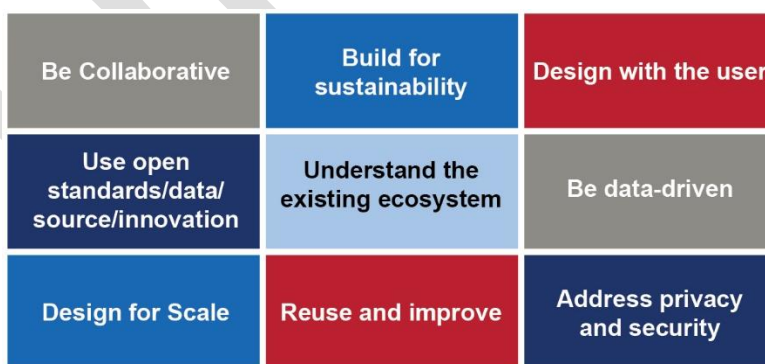 Be Collaborative
Build for
sustainability
Design with the user
Use open
standards/data/
source/innovation
Understand the
existing ecosystem
Be data-driven
Design for Scale
Reuse and improve
Address privacy
and security